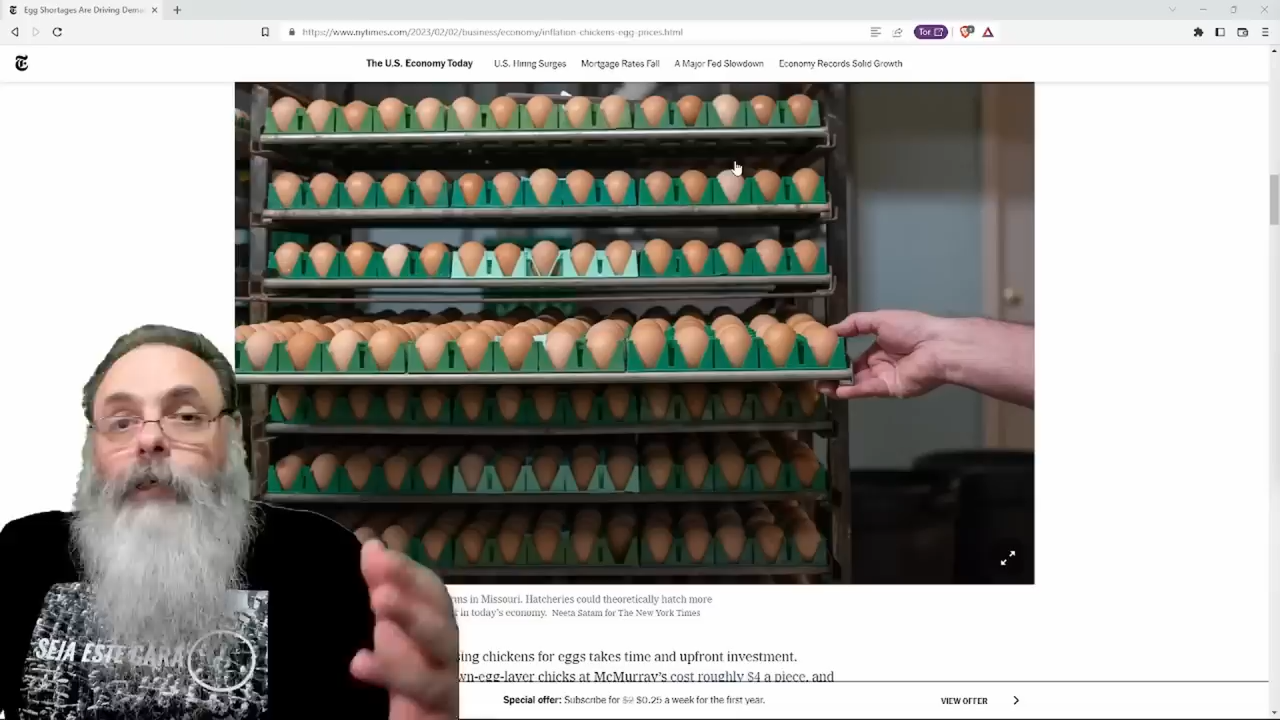 Egg Shortages Are Driving Dema
https://www.nytimes.com/2023/02/02/business/economy/inflation-chickens-egg-prices.html
Tor
The U.S. Economy Today
U.S. Hiring Surges
Mortgage Rates Fall
A Major Fed Slowdown
Economy Records Solid Growth
rms in Missouri. Hatcheries could theoretically hatch more
in today's economy. Neeta Satam for The New York Times
sing chickens for eggs takes time and upfront investment.
wn-egg-layer chicks at McMurray's cost roughly $4 a piece, and
SEJA ESTE CARA
Special offer: Subscribe for $2 $0.25 a week for the first year.
VIEW OFFER